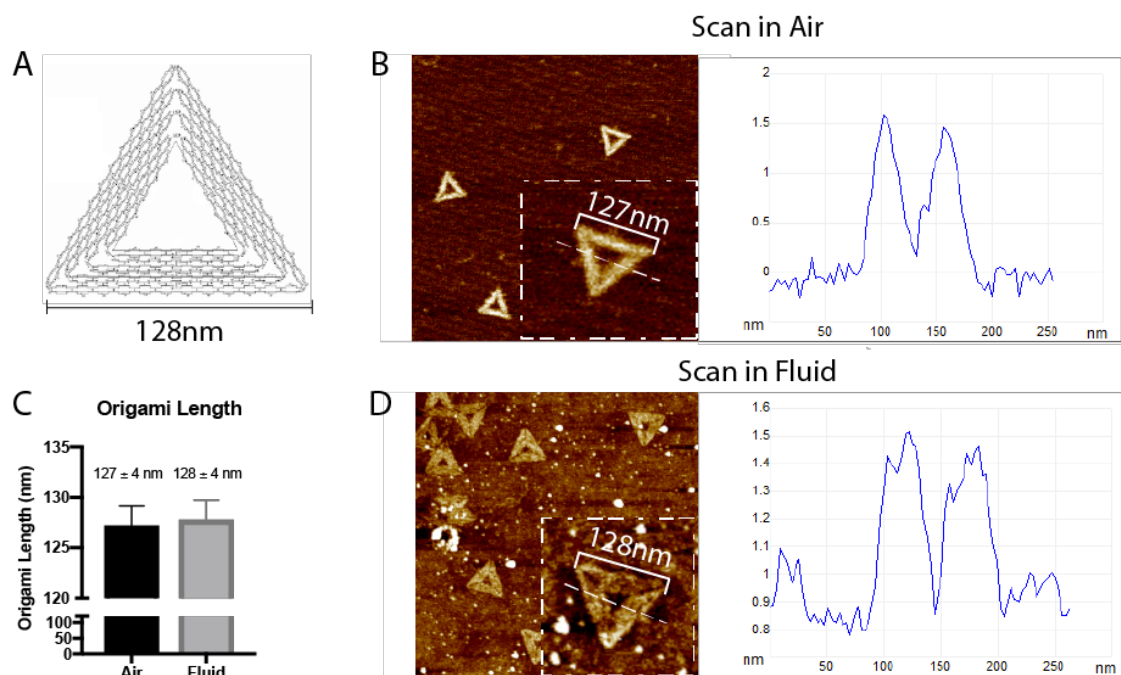 Scan in Air
A
128nm
B
127nm
2
1.5
1
0.5
0
nm
50
100
150
200
250
nm
Scan in Fluid
C
Origami Length
Origami Length (nm)
135
130
125
120
100
50
0
127 ± 4 nm
128 ± 4 nm
Air
Fluid
D
128nm
1.6
1.5
1.4
1.3
1.2
1.1
1
0.9
0.8
nm
50
100
150
200
250
nm